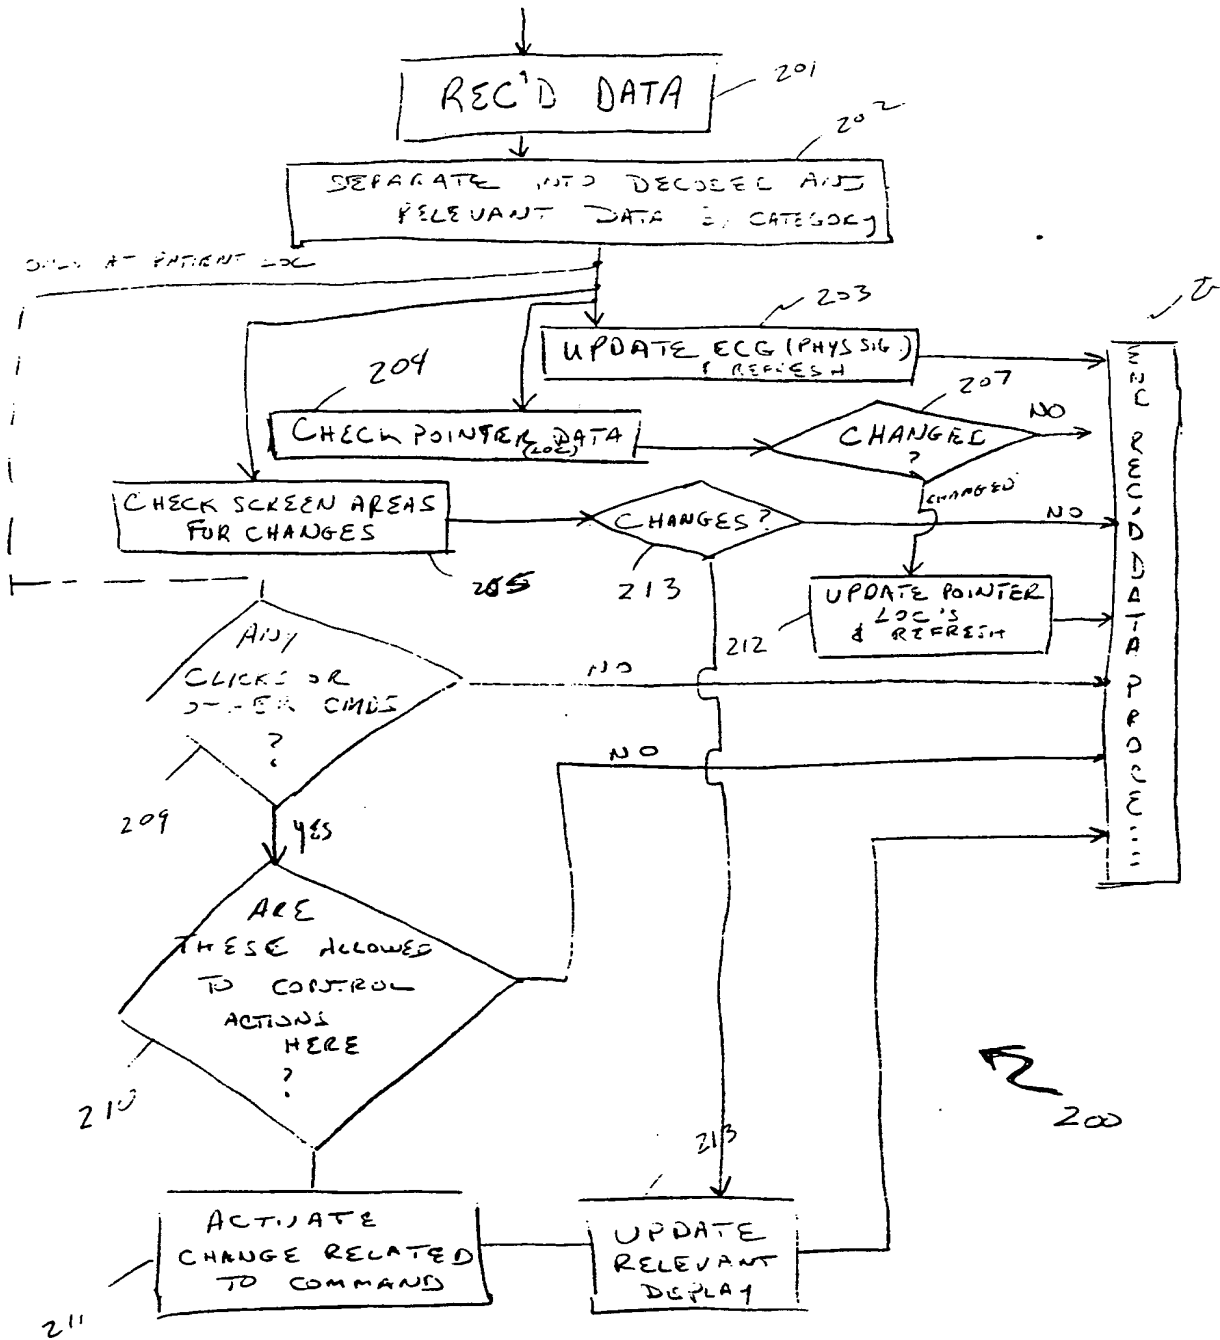 REC'D DATA
201
202
SEPARATE INTO DECODED AND
RELEVANT DATA BY CATEGORY
ONLY AT PATIENT LOC
203
UPDATE ECG (PHYS SIG.)
& REFRESH
204
CHECK POINTER DATA
(LOC)
207
CHANGED
?
NO
CHANGED
CHECK SCREEN AREAS
FOR CHANGES
205
CHANGES?
213
NO
UPDATE POINTER
LOC'S
& REFRESH
212
END REC'D DATA PROCESS
ANY
CLICKS OR
OTHER CMDS
?
209
NO
YES
NO
ARE
THESE ALLOWED
TO CONTROL
ACTIONS
HERE
?
210
200
ACTIVATE
CHANGE RELATED
TO COMMAND
211
213
UPDATE
RELEVANT
DISPLAY